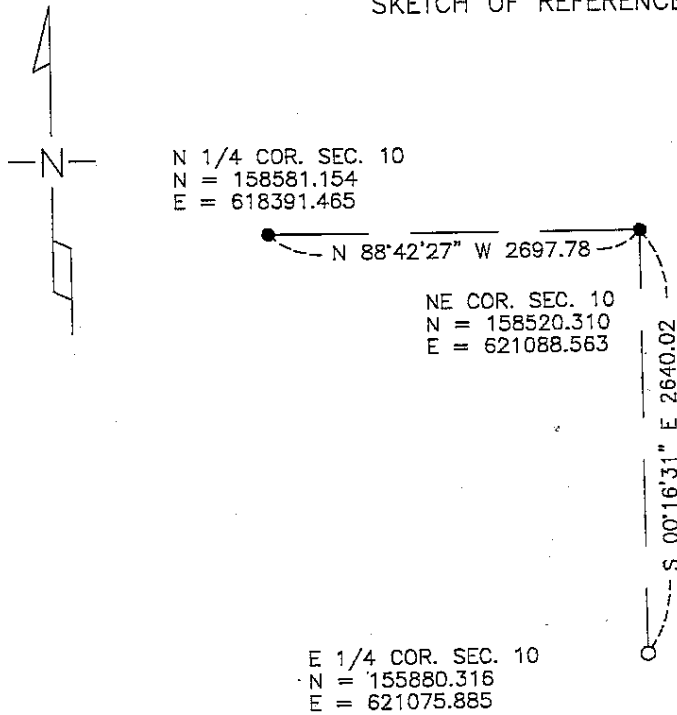 SKETCH OF REFERENCE
N
N 1/4 COR. SEC. 10
N = 158581.154
E = 618391.465
N 88°42'27" W 2697.78
NE COR. SEC. 10
N = 158520.310
E = 621088.563
S 00°16'31" E 2640.02
E 1/4 COR. SEC. 10
N = 155880.316
E = 621075.885